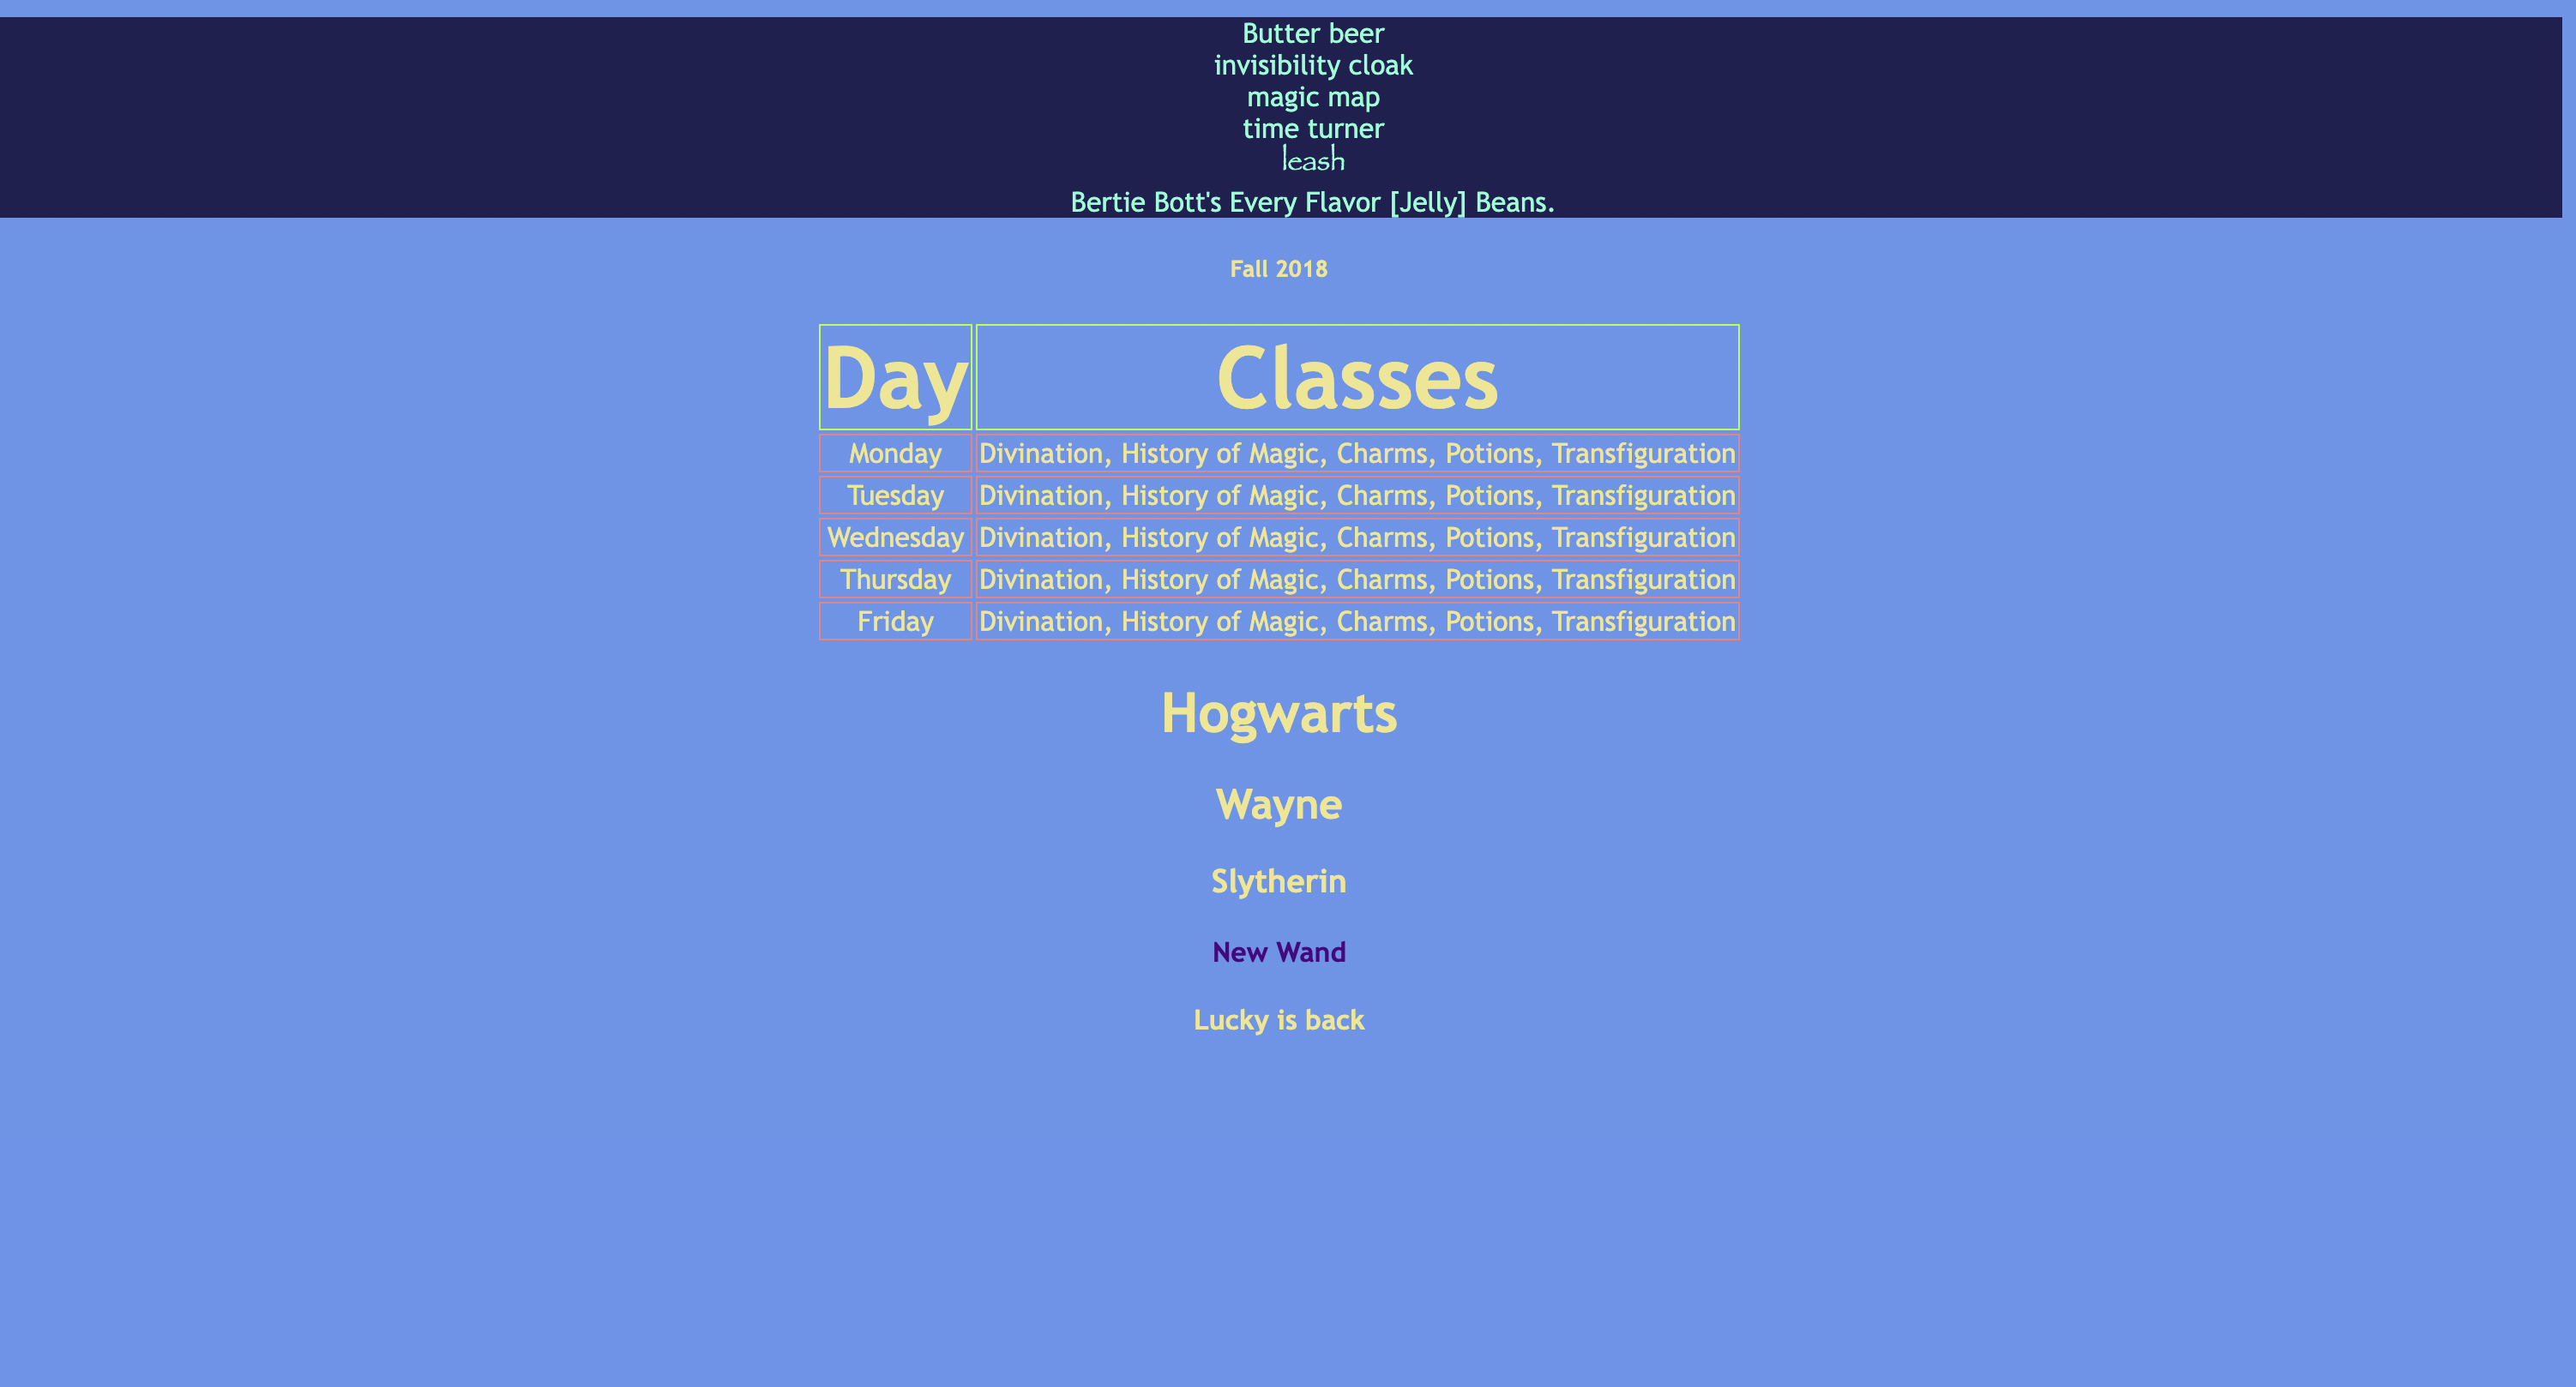 Butter beer
invisibility cloak
magic map
time turner
leash
Bertie Bott's Every Flavor [Jelly] Beans.
Fall 2018
Day Classes
Monday Divination, History of Magic, Charms, Potions, Transfiguration
Tuesday Divination, History of Magic, Charms, Potions, Transfiguration
Wednesday Divination, History of Magic, Charms, Potions, Transfiguration
Thursday Divination, History of Magic, Charms, Potions, Transfiguration
Friday Divination, History of Magic, Charms, Potions, Transfiguration
Hogwarts
Wayne
Slytherin
New Wand
Lucky is back